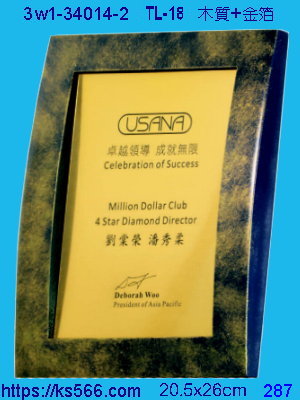 3w1-34014-2 TL-18 木質+金箔
USANA
卓越領導 成就無限
Celebration of Success
Million Dollar Club
4 Star Diamond Director
劉棠榮 潘秀柔
Deborah Woo
President of Asia Pacific
https://ks566.com 20.5x26cm 287